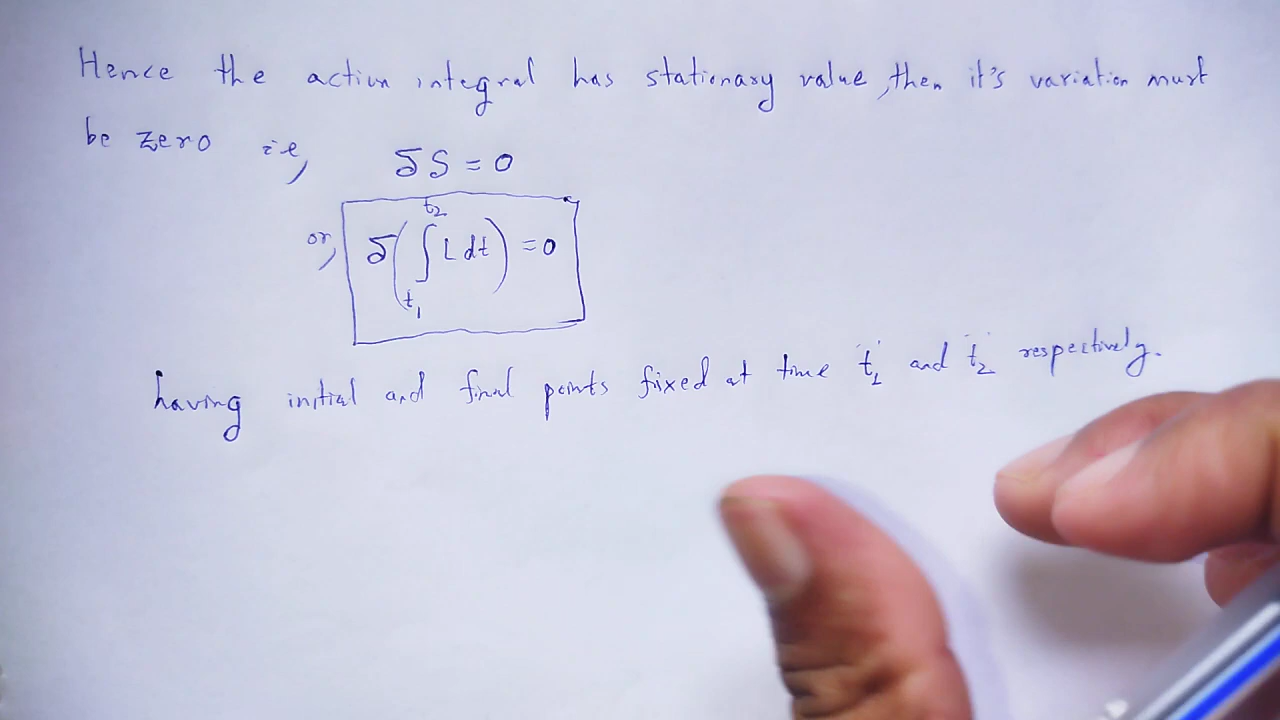 Hence the action integral has stationary value, then it's variation must
be zero ie,
δS = 0
or, δ(∫_{t₁}^{t₂} L dt) = 0
having initial and final points fixed at time 't₁' and 't₂' respectively.